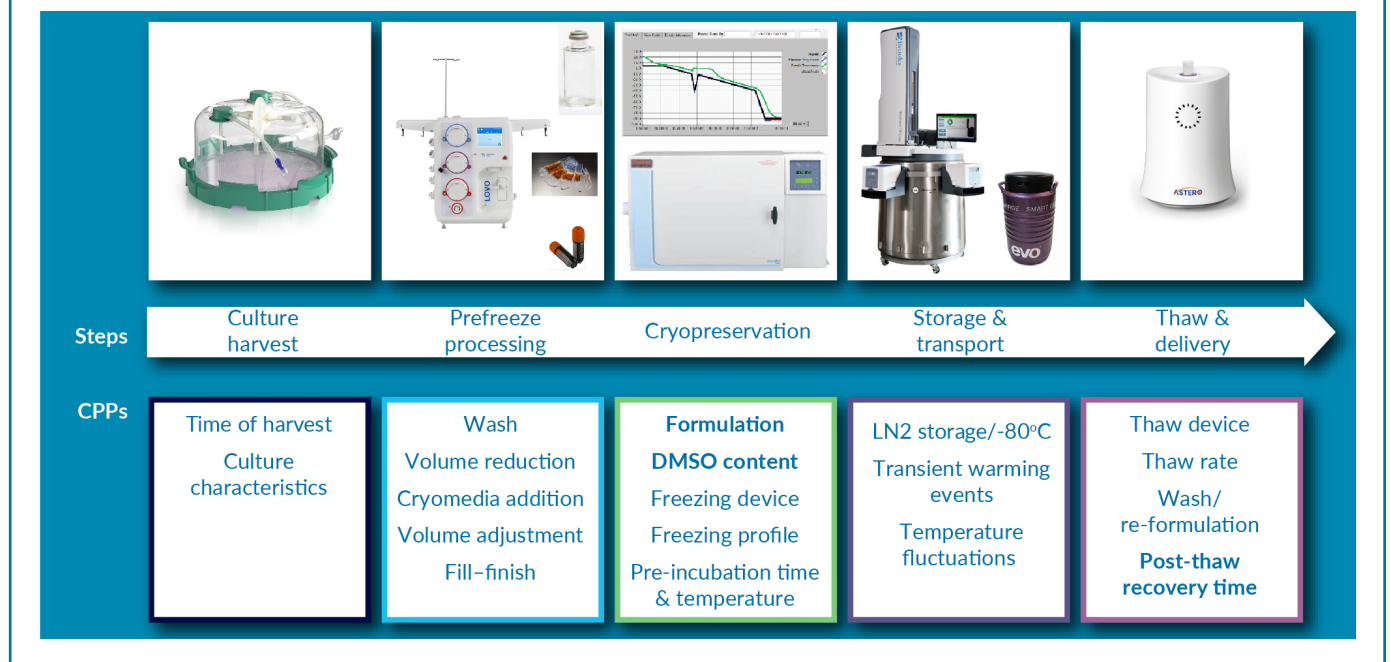 LOVO
SMART
evo
ASTERO
Steps
Culture
harvest
Prefreeze
processing
Cryopreservation
Storage &
transport
Thaw &
delivery
CPPs
Time of harvest
Culture
characteristics
Wash
Volume reduction
Cryomedia addition
Volume adjustment
Fill–finish
Formulation
DMSO content
Freezing device
Freezing profile
Pre-incubation time
& temperature
LN2 storage/-80ºC
Transient warming
events
Temperature
fluctuations
Thaw device
Thaw rate
Wash/
re-formulation
Post-thaw
recovery time